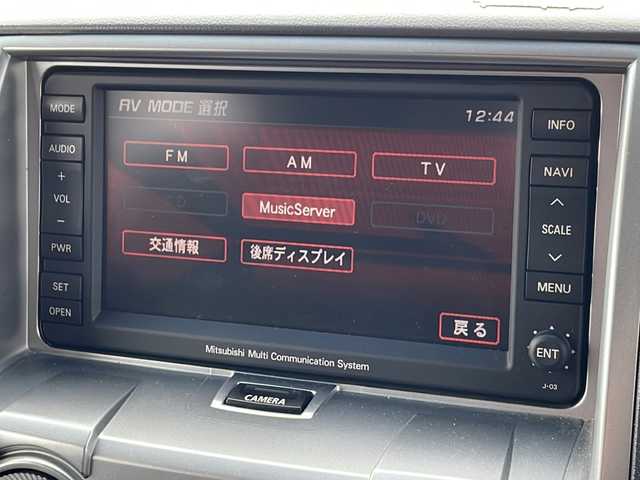 AV MODE 選択
12:44
FM
AM
TV
CD
MusicServer
DVD
交通情報
後席ディスプレイ
戻る
MODE
AUDIO
+
VOL
−
PWR
SET
OPEN
INFO
NAVI
SCALE
MENU
ENT
J-03
Mitsubishi Multi Communication System
CAMERA